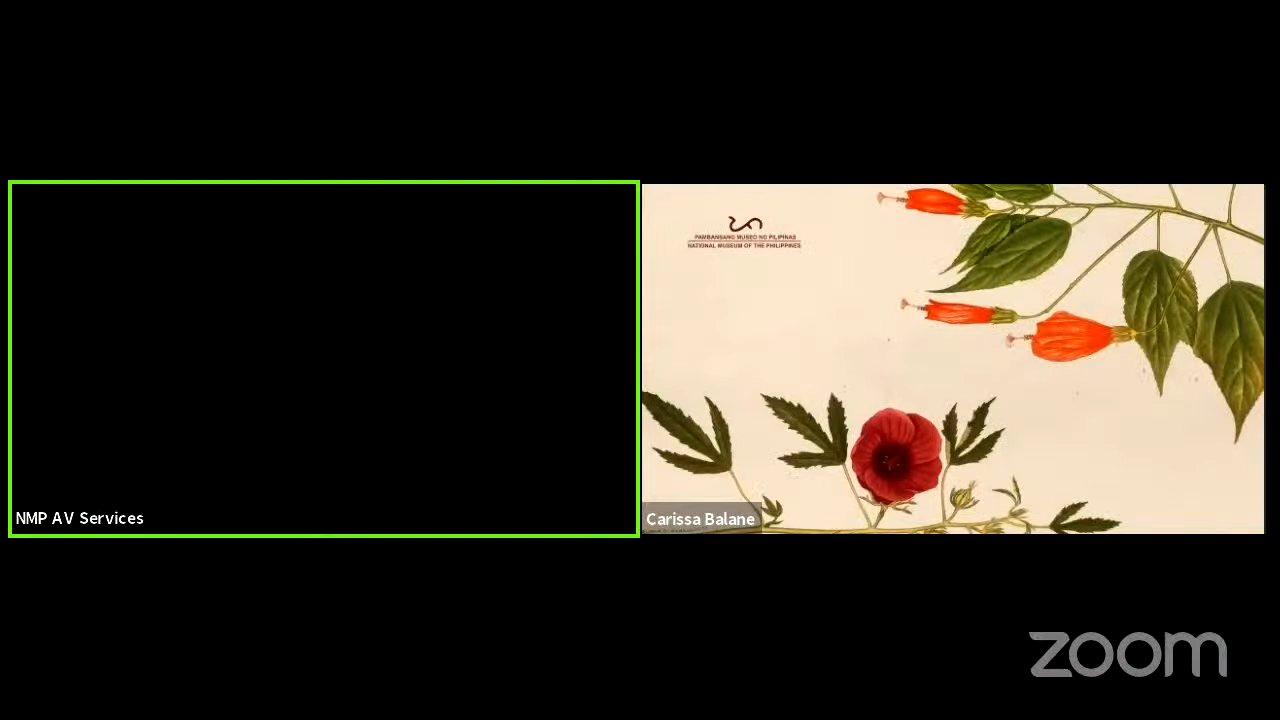 PAMBANSANG MUSEO NG PILIPINAS
NATIONAL MUSEUM OF THE PHILIPPINES
NMP AV Services
Carissa Balane
zoom